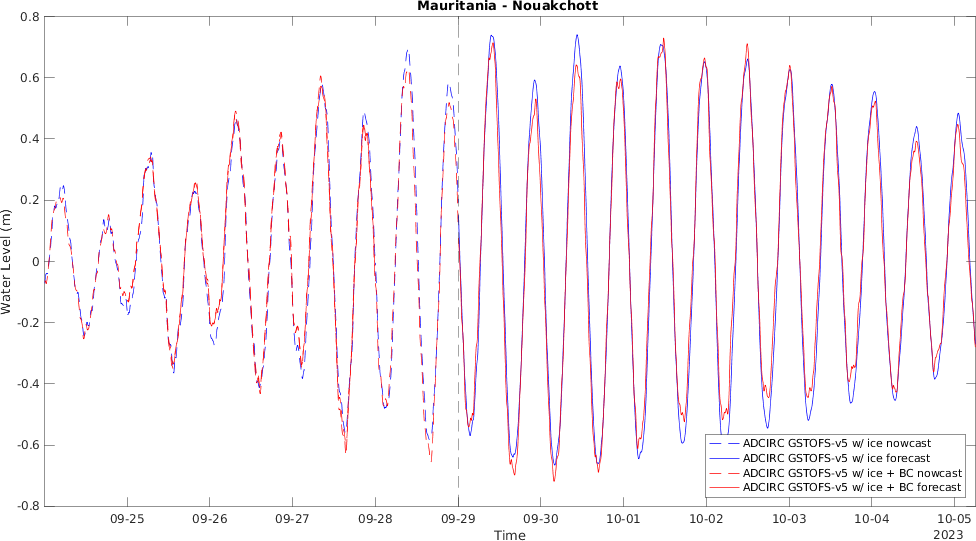 Mauritania - Nouakchott
0.8
0.6
0.4
0.2
0
-0.2
-0.4
-0.6
-0.8
Water Level (m)
ADCIRC GSTOFS-v5 w/ ice nowcast
ADCIRC GSTOFS-v5 w/ ice forecast
ADCIRC GSTOFS-v5 w/ ice + BC nowcast
ADCIRC GSTOFS-v5 w/ ice + BC forecast
09-25 09-26 09-27 09-28 09-29 09-30 10-01 10-02 10-03 10-04 10-05
Time 2023